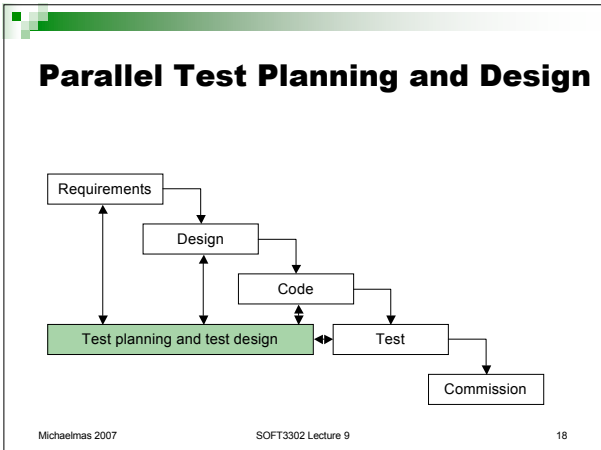 Parallel Test Planning and Design
Requirements
Design
Code
Test planning and test design
Test
Commission
Michaelmas 2007
SOFT3302 Lecture 9
18